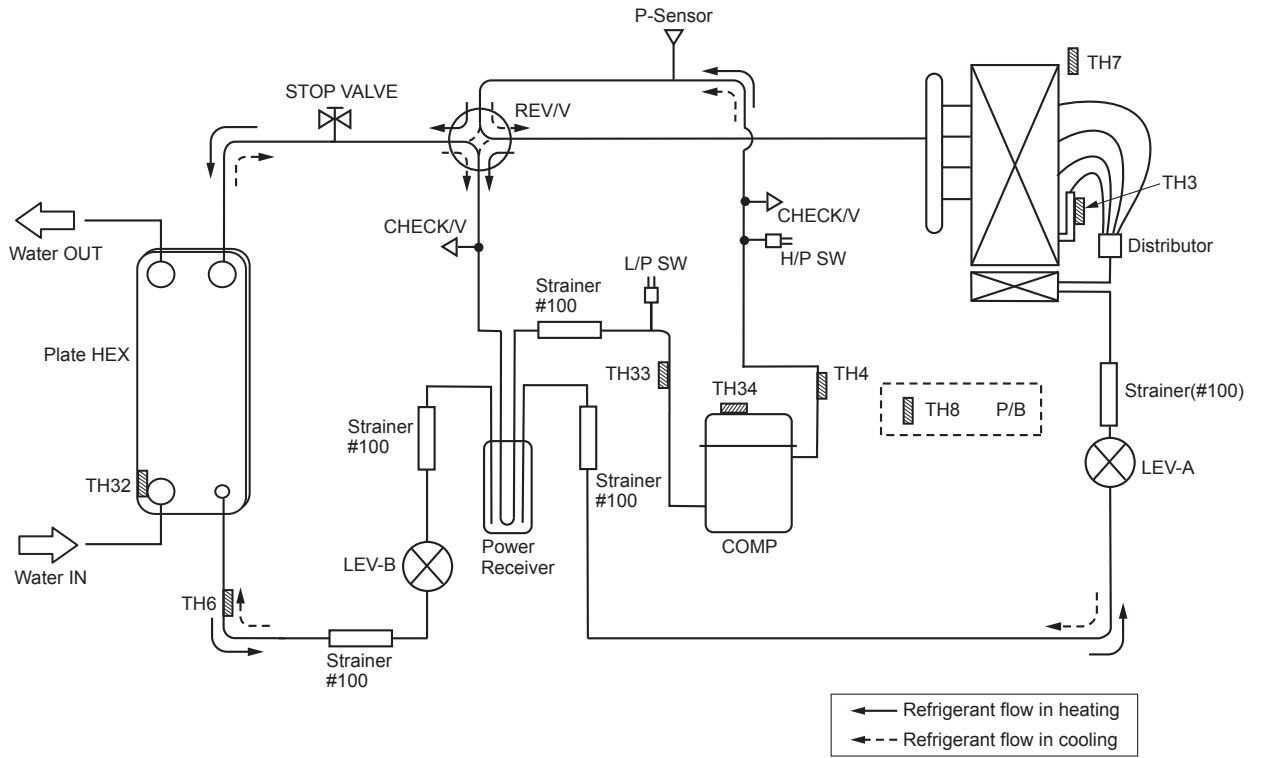 P-Sensor
TH7
STOP VALVE
REV/V
TH3
CHECK/V
Water OUT
CHECK/V
Distributor
L/P SW
H/P SW
Strainer
#100
Plate HEX
TH33
TH4
TH34
Strainer(#100)
TH8
P/B
Strainer
#100
Strainer
#100
LEV-A
TH32
COMP
Power
Receiver
LEV-B
Water IN
TH6
Strainer
#100
Refrigerant flow in heating
Refrigerant flow in cooling